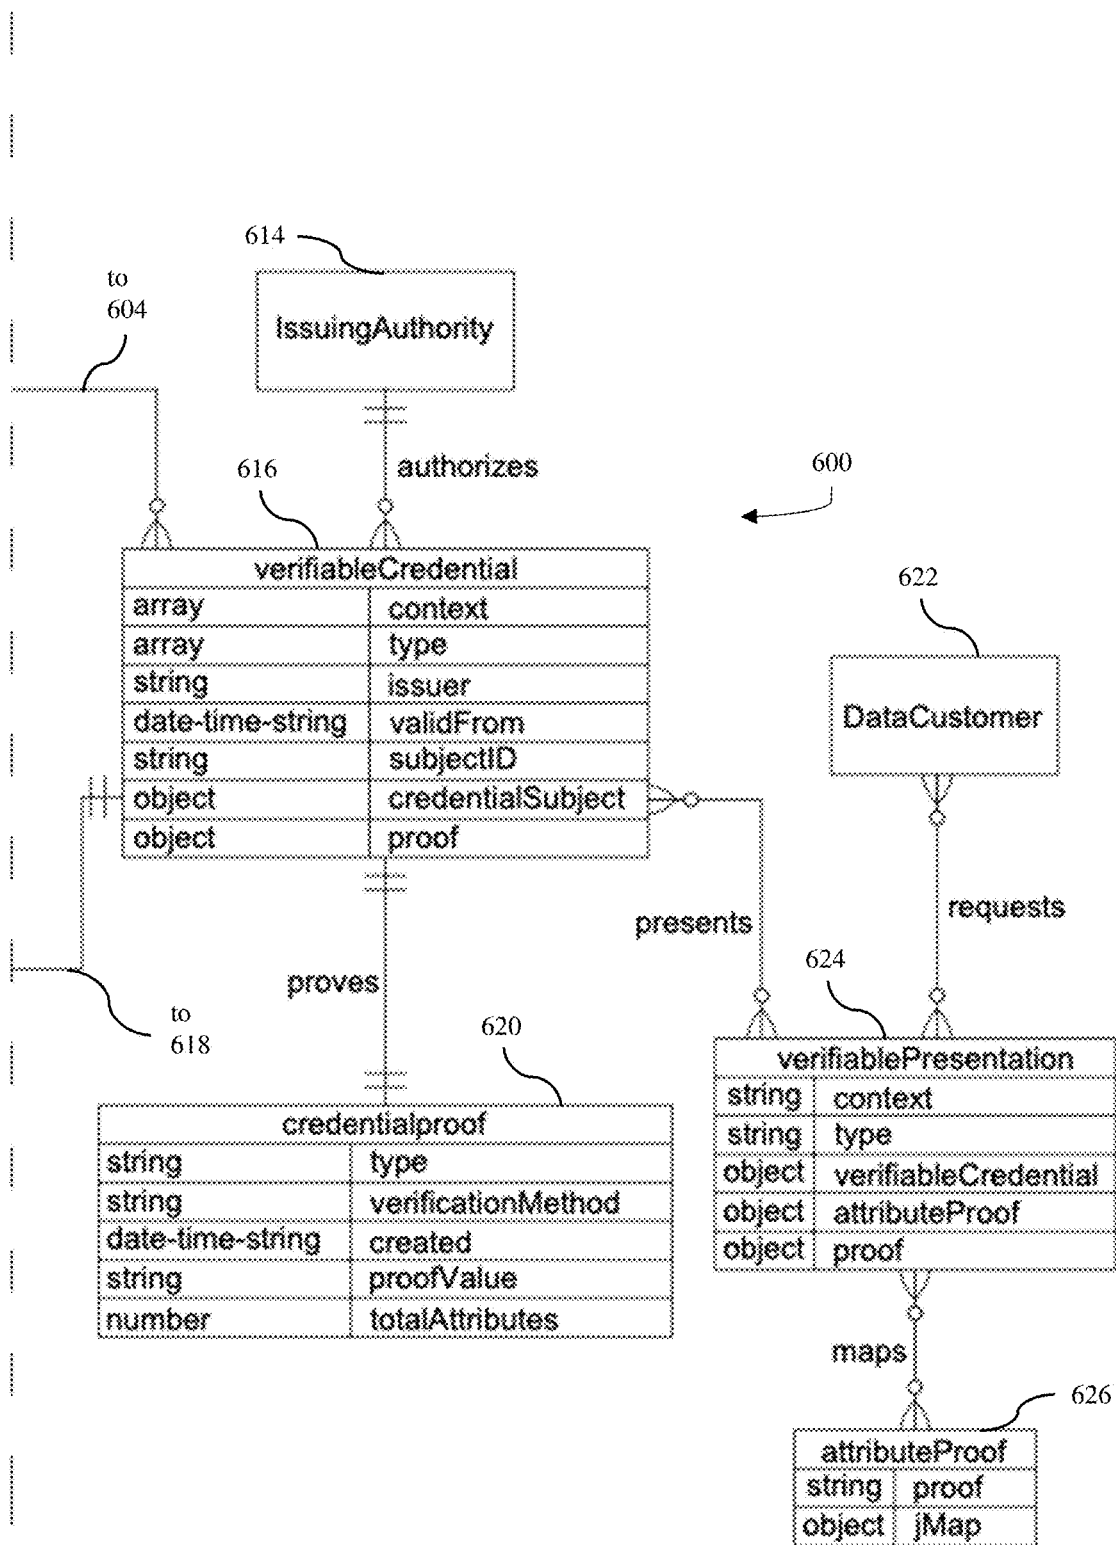 614
to
604
IssuingAuthority
authorizes
616
600
verifiableCredential
array context
array type
string issuer
date-time-string validFrom
string subjectID
object credentialSubject
object proof
622
DataCustomer
presents
requests
proves
to
618
620
624
credentialproof
string type
string verificationMethod
date-time-string created
string proofValue
number totalAttributes
verifiablePresentation
string context
string type
object verifiableCredential
object attributeProof
object proof
maps
626
attributeProof
string proof
object jMap